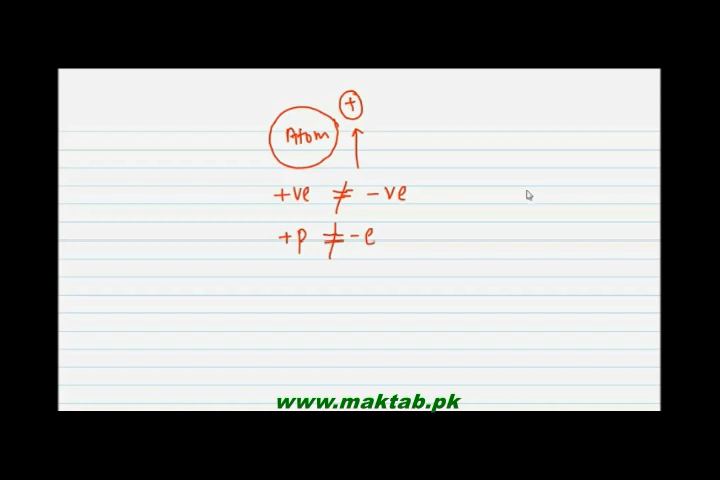 +
Atom
+ve ≠ -ve
+p ≠ -e
www.maktab.pk